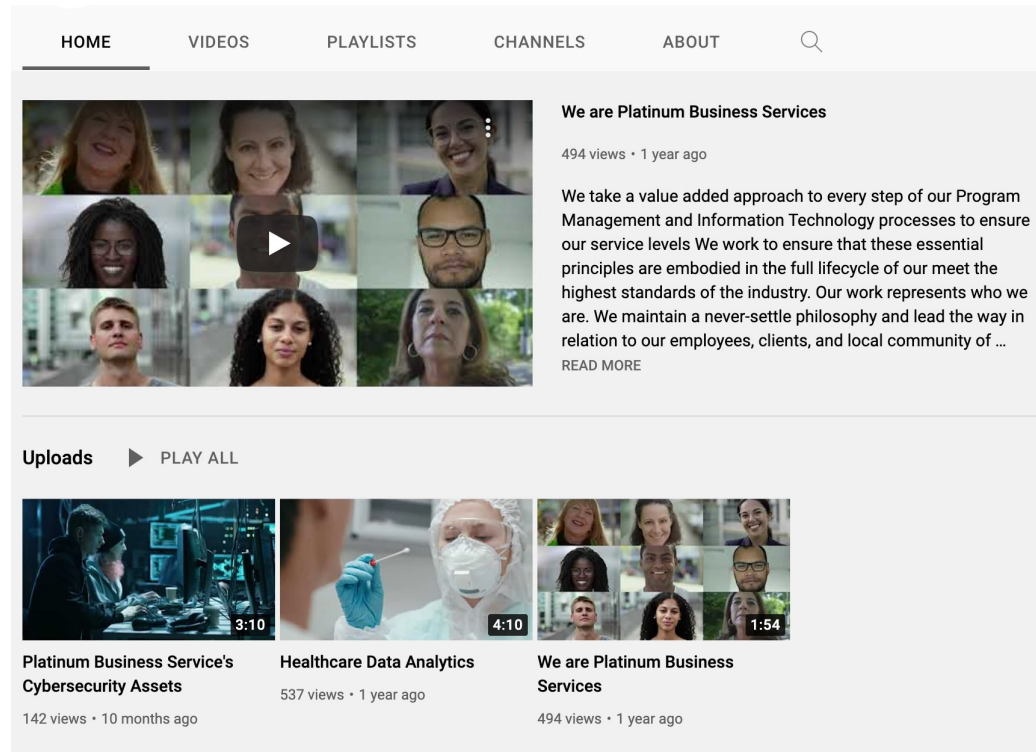 HOME VIDEOS PLAYLISTS CHANNELS ABOUT
We are Platinum Business Services
494 views • 1 year ago
We take a value added approach to every step of our Program
Management and Information Technology processes to ensure
our service levels We work to ensure that these essential
principles are embodied in the full lifecycle of our meet the
highest standards of the industry. Our work represents who we
are. We maintain a never-settle philosophy and lead the way in
relation to our employees, clients, and local community of ...
READ MORE
Uploads PLAY ALL
3:10
Platinum Business Service's
Cybersecurity Assets
142 views • 10 months ago
4:10
Healthcare Data Analytics
537 views • 1 year ago
1:54
We are Platinum Business
Services
494 views • 1 year ago